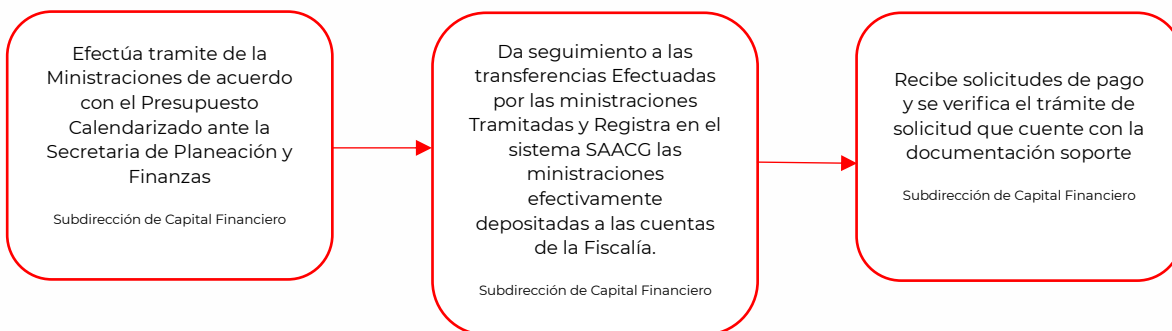 Efectúa tramite de la
Ministraciones de acuerdo
con el Presupuesto
Calendarizado ante la
Secretaria de Planeación y
Finanzas
Subdirección de Capital Financiero
Da seguimiento a las
transferencias Efectuadas
por las ministraciones
Tramitadas y Registra en el
sistema SAACG las
ministraciones
efectivamente
depositadas a las cuentas
de la Fiscalía.
Subdirección de Capital Financiero
Recibe solicitudes de pago
y se verifica el trámite de
solicitud que cuente con la
documentación soporte
Subdirección de Capital Financiero